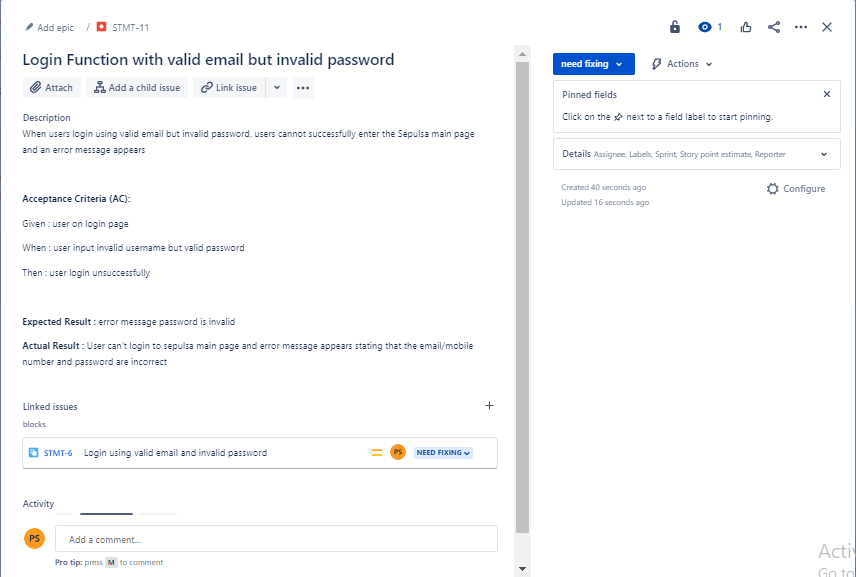 Add epic / STMT-11
1
Login Function with valid email but invalid password
Attach Add a child issue Link issue
need fixing Actions
Pinned fields
Click on the next to a field label to start pinning.
Description
When users login using valid email but invalid password, users cannot successfully enter the Sepulsa main page
and an error message appears
Details Assignee, Labels, Sprint, Story point estimate, Reporter
Created 40 seconds ago
Updated 16 seconds ago
Configure
Acceptance Criteria (AC):
Given : user on login page
When : user input invalid username but valid password
Then : user login unsuccessfully
Expected Result : error message password is invalid
Actual Result : User can't login to sepulsa main page and error message appears stating that the email/mobile
number and password are incorrect
Linked issues
blocks
STMT-6 Login using valid email and invalid password PS NEED FIXING
Activity
PS Add a comment...
Pro tip: press M to comment
Activ
Go to